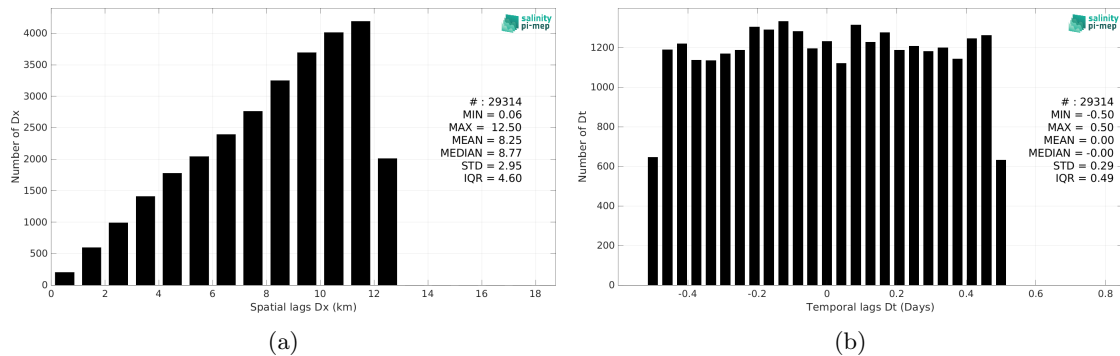 salinity
pi-mep
4000
3500
3000
2500
2000
1500
1000
500
0
Number of Dx
# : 29314
MIN = 0.06
MAX = 12.50
MEAN = 8.25
MEDIAN = 8.77
STD = 2.95
IQR = 4.60
0 2 4 6 8 10 12 14 16 18
Spatial lags Dx (km)
(a)
salinity
pi-mep
1200
1000
800
600
400
200
0
Number of Dt
# : 29314
MIN = -0.50
MAX = 0.50
MEAN = 0.00
MEDIAN = -0.00
STD = 0.29
IQR = 0.49
-0.4 -0.2 0 0.2 0.4 0.6 0.8
Temporal lags Dt (Days)
(b)